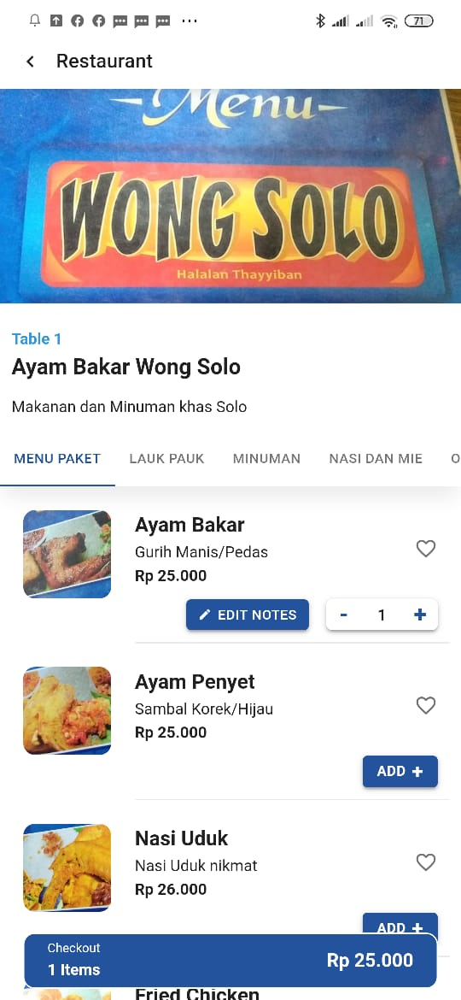 71
Restaurant
Menu
WONG SOLO
Halalan Thayyiban
Table 1
Ayam Bakar Wong Solo
Makanan dan Minuman khas Solo
MENU PAKET LAUK PAUK MINUMAN NASI DAN MIE O
Ayam Bakar
Gurih Manis/Pedas
Rp 25.000
EDIT NOTES - 1 +
Ayam Penyet
Sambal Korek/Hijau
Rp 25.000
ADD +
Nasi Uduk
Nasi Uduk nikmat
Rp 26.000
ADD +
Checkout
1 Items
Rp 25.000
Fried Chicken